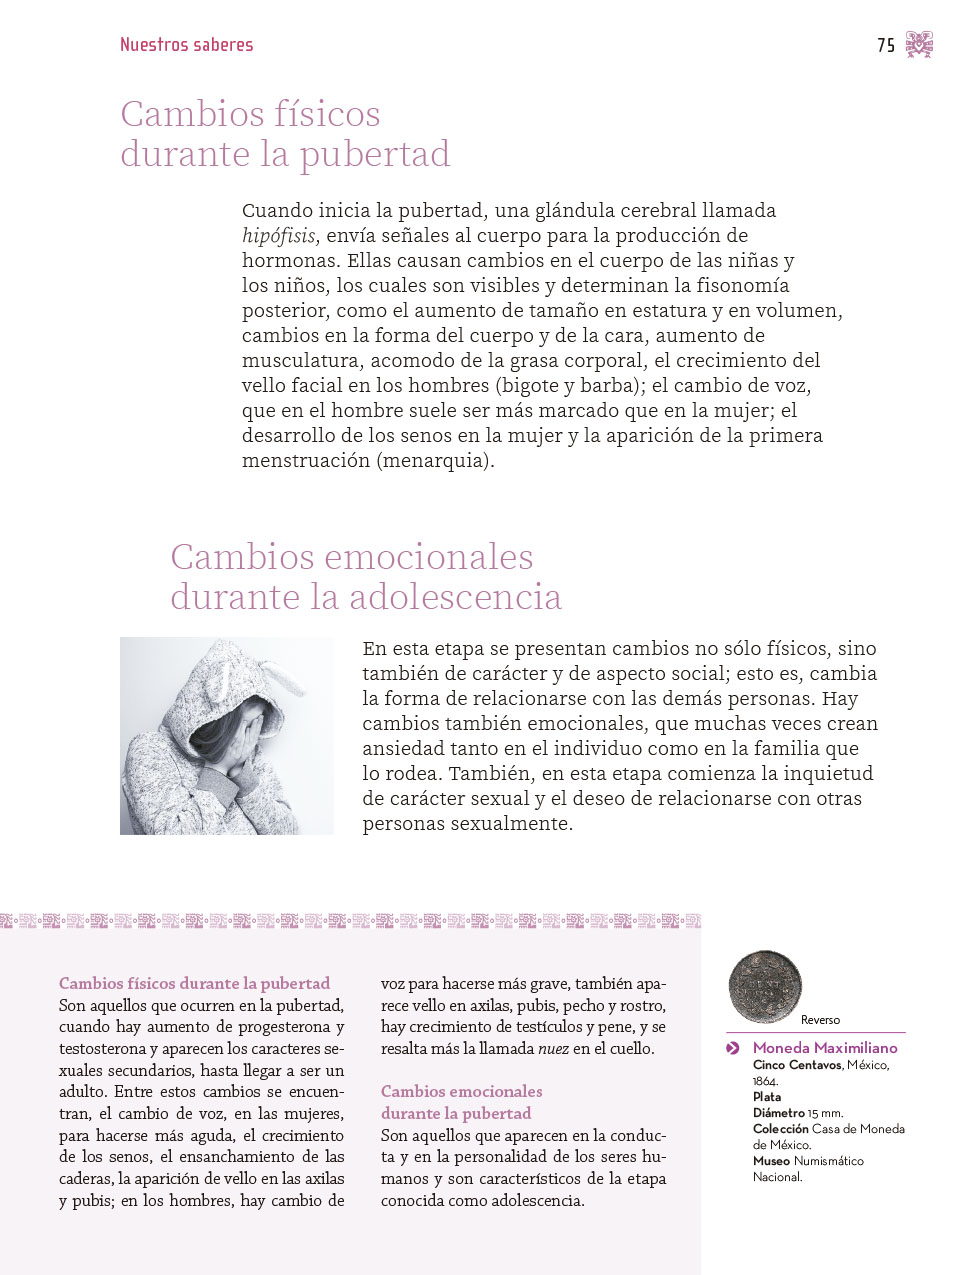 Nuestros saberes
75
Cambios físicos
durante la pubertad
Cuando inicia la pubertad, una glándula cerebral llamada
hipófisis, envía señales al cuerpo para la producción de
hormonas. Ellas causan cambios en el cuerpo de las niñas y
los niños, los cuales son visibles y determinan la fisonomía
posterior, como el aumento de tamaño en estatura y en volumen,
cambios en la forma del cuerpo y de la cara, aumento de
musculatura, acomodo de la grasa corporal, el crecimiento del
vello facial en los hombres (bigote y barba); el cambio de voz,
que en el hombre suele ser más marcado que en la mujer; el
desarrollo de los senos en la mujer y la aparición de la primera
menstruación (menarquia).
Cambios emocionales
durante la adolescencia
En esta etapa se presentan cambios no sólo físicos, sino
también de carácter y de aspecto social; esto es, cambia
la forma de relacionarse con las demás personas. Hay
cambios también emocionales, que muchas veces crean
ansiedad tanto en el individuo como en la familia que
lo rodea. También, en esta etapa comienza la inquietud
de carácter sexual y el deseo de relacionarse con otras
personas sexualmente.
Cambios físicos durante la pubertad
Son aquellos que ocurren en la pubertad,
cuando hay aumento de progesterona y
testosterona y aparecen los caracteres se-
xuales secundarios, hasta llegar a ser un
adulto. Entre estos cambios se encuen-
tran, el cambio de voz, en las mujeres,
para hacerse más aguda, el crecimiento
de los senos, el ensanchamiento de las
caderas, la aparición de vello en las axilas
y pubis; en los hombres, hay cambio de
voz para hacerse más grave, también apa-
rece vello en axilas, pubis, pecho y rostro,
hay crecimiento de testículos y pene, y se
resalta más la llamada nuez en el cuello.
Cambios emocionales
durante la pubertad
Son aquellos que aparecen en la conduc-
ta y en la personalidad de los seres hu-
manos y son característicos de la etapa
conocida como adolescencia.
Reverso
Moneda Maximiliano
Cinco Centavos, México,
1864.
Plata
Diámetro 15 mm.
Colección Casa de Moneda
de México.
Museo Numismático
Nacional.